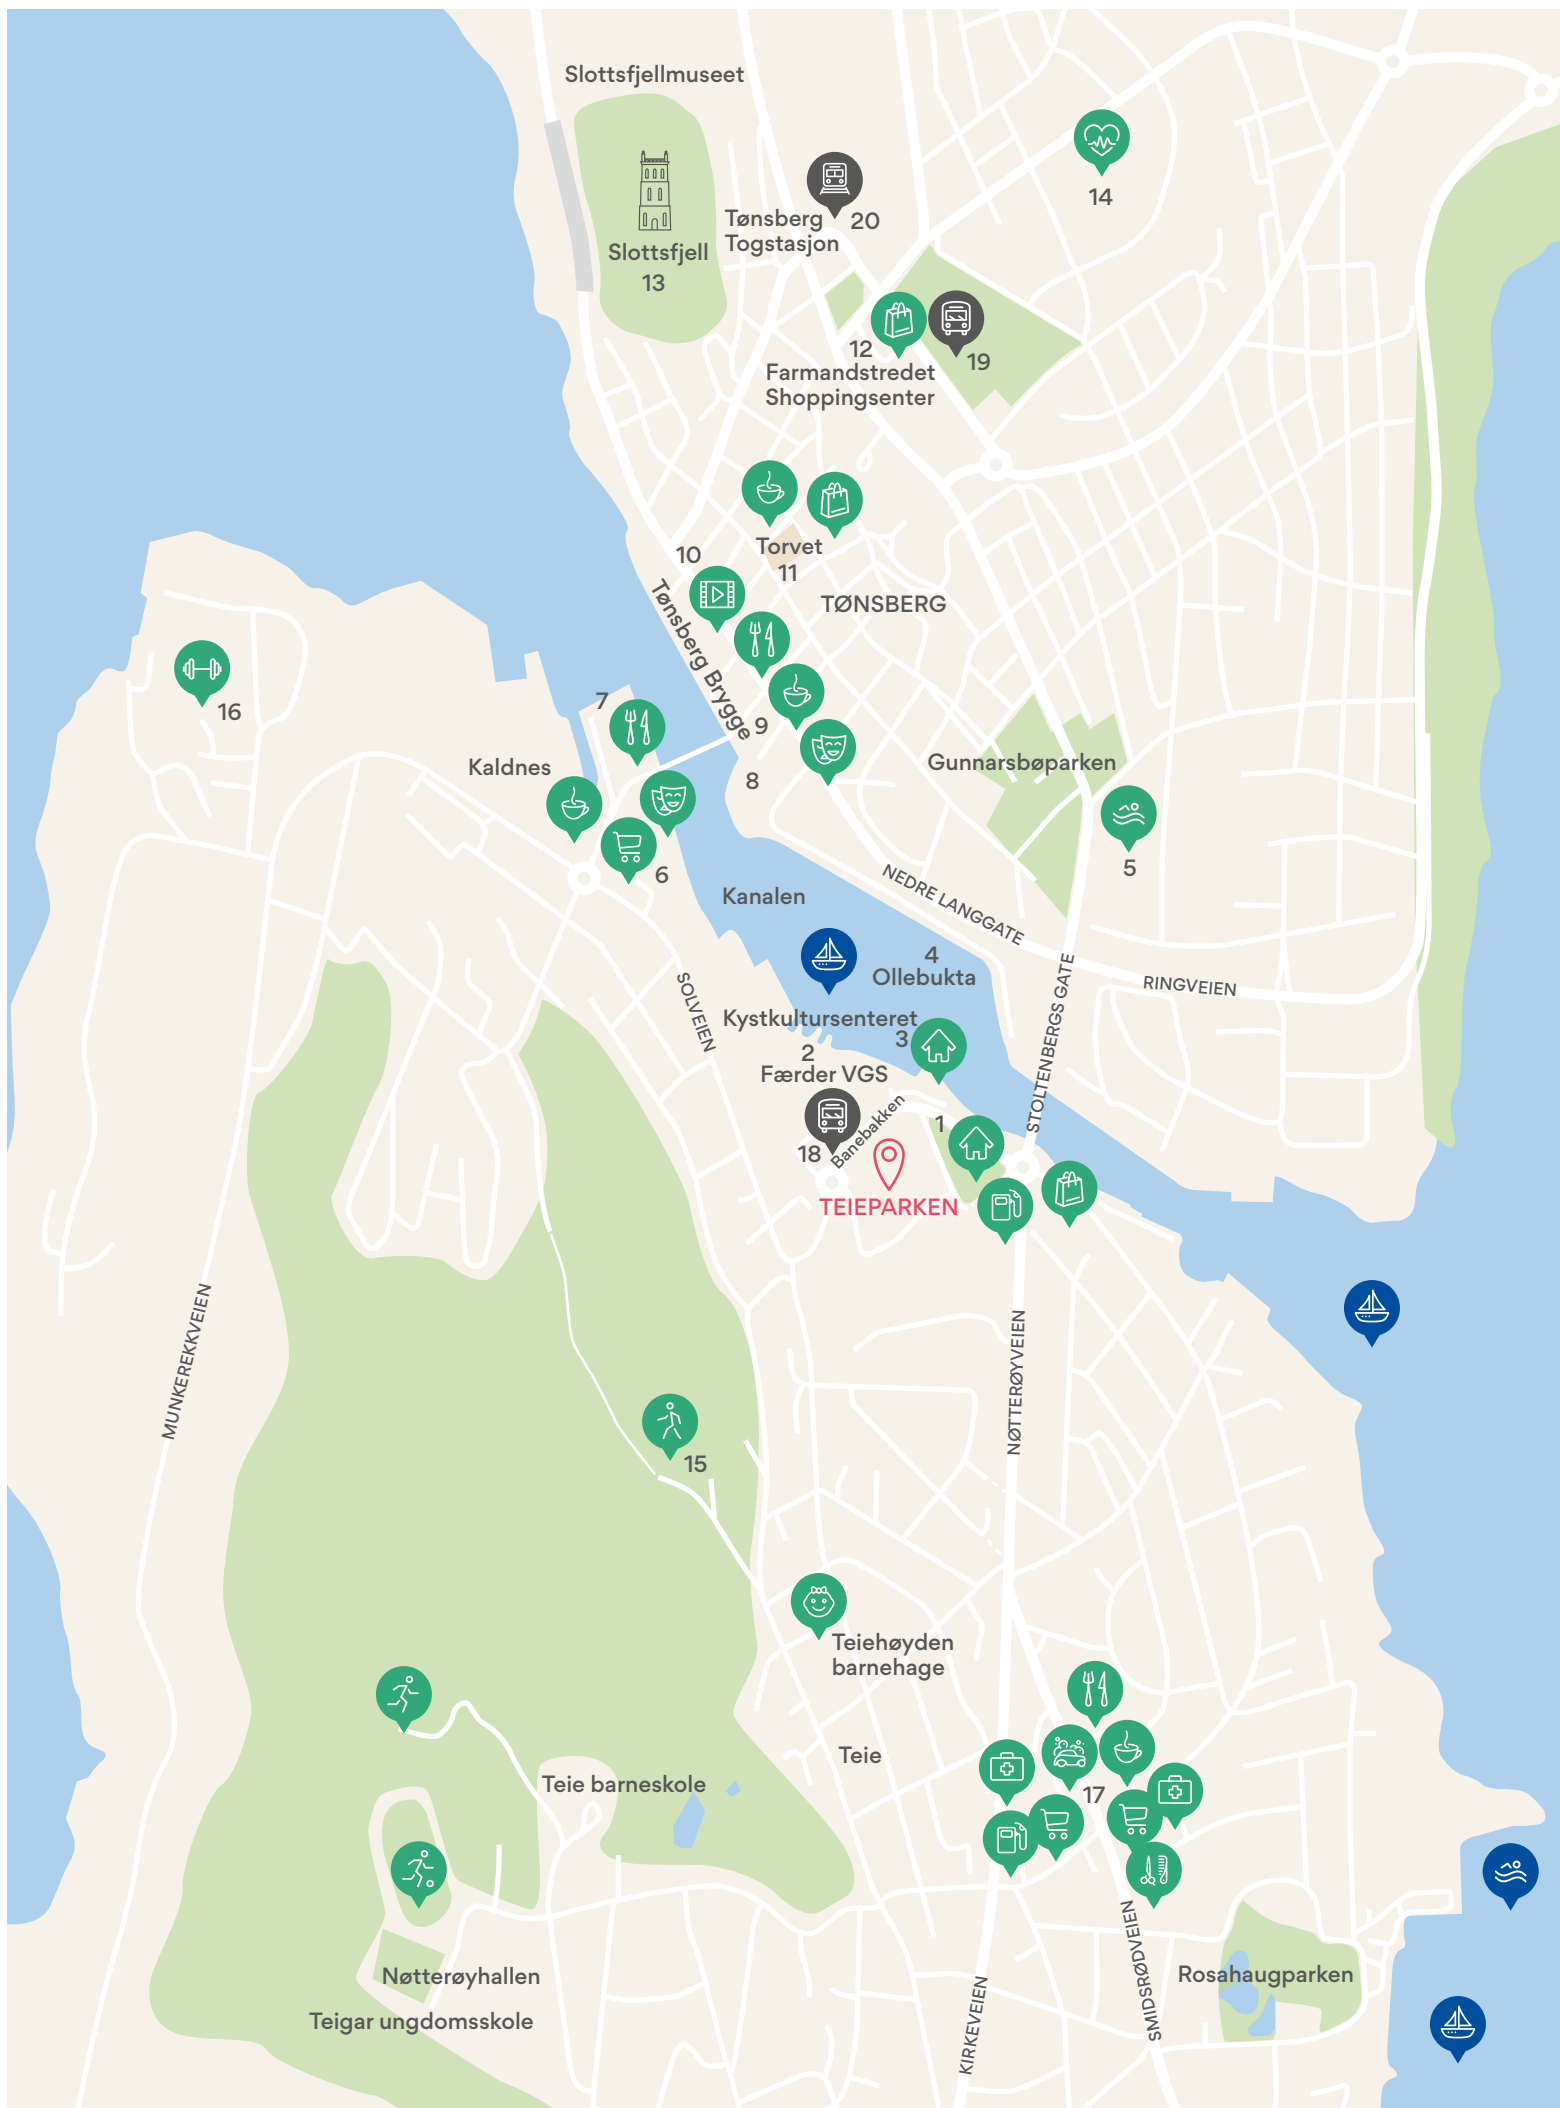 Slottsfjellmuseet
14
Tønsberg
Togstasjon
20
Slottsfjell
13
12
19
Farmandstredet
Shoppingsenter
Torvet
11
10
TØNSBERG
Tønsberg Brygge
16
7
9
8
Kaldnes
Gunnarsbøparken
6
5
NEDRE LANGGATE
Kanalen
4
Ollebukta
RINGVEIEN
STOLTENBERGS GATE
SOLVEIEN
Kystkultursenteret
3
2
Færder VGS
Banebakken
1
18
TEIEPARKEN
MUNKEREKKVEIEN
NØTTERØYVEIEN
15
Teiehøyden
barnehage
Teie
Teie barneskole
17
SMIDSRØDVEIEN
Nøtterøyhallen
Rosahaugparken
Teigar ungdomsskole
KIRKEVEIEN